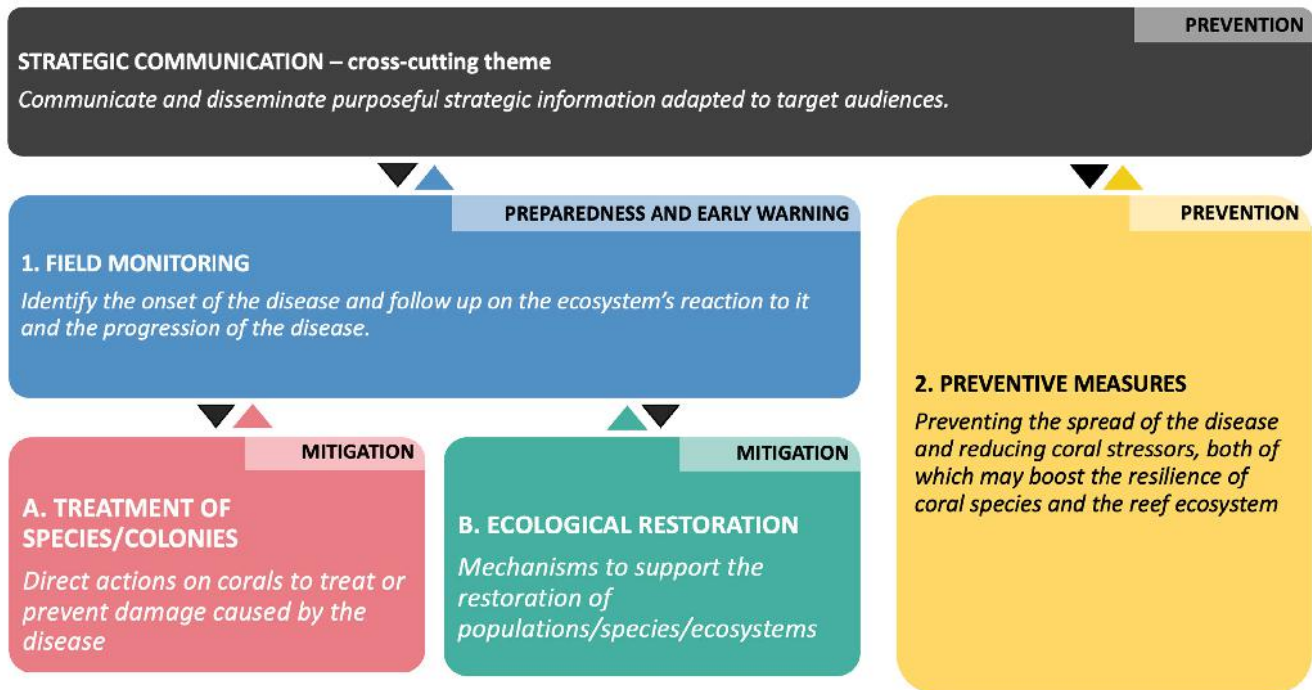 PREVENTION
STRATEGIC COMMUNICATION – cross-cutting theme
Communicate and disseminate purposeful strategic information adapted to target audiences.
PREPAREDNESS AND EARLY WARNING
1. FIELD MONITORING
Identify the onset of the disease and follow up on the ecosystem's reaction to it
and the progression of the disease.
PREVENTION
2. PREVENTIVE MEASURES
Preventing the spread of the disease
and reducing coral stressors, both of
which may boost the resilience of
coral species and the reef ecosystem
MITIGATION
A. TREATMENT OF
SPECIES/COLONIES
Direct actions on corals to treat or
prevent damage caused by the
disease
MITIGATION
B. ECOLOGICAL RESTORATION
Mechanisms to support the
restoration of
populations/species/ecosystems